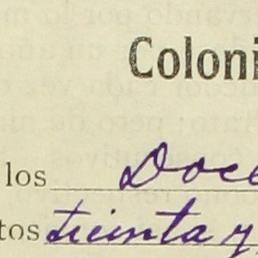 Coloni
los Doce
tos treinta y